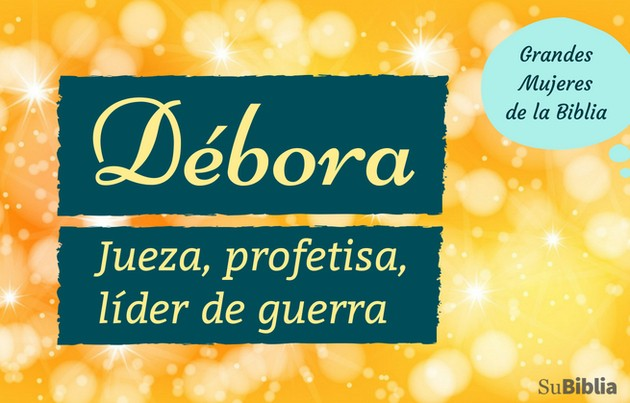 Grandes
Mujeres
de la Biblia
Débora
Jueza, profetisa,
líder de guerra
SuBiblia